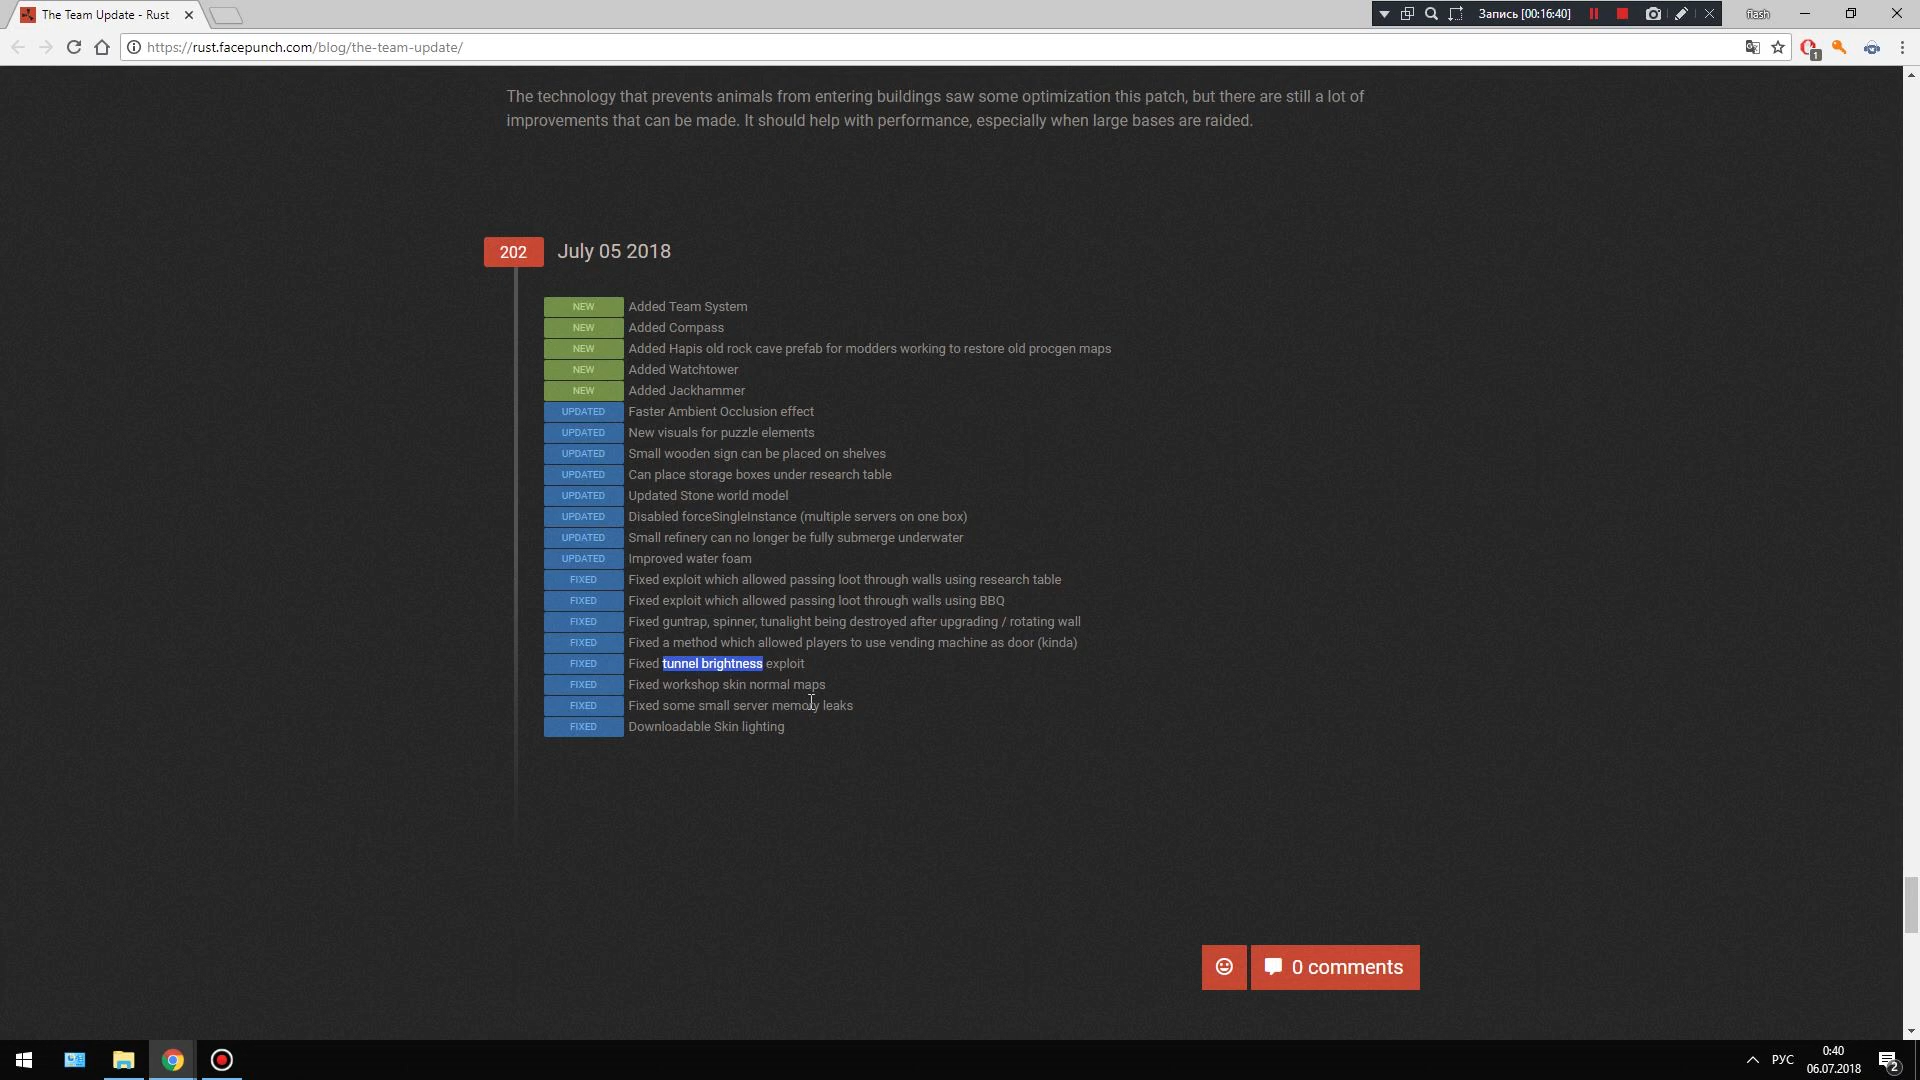 The Team Update - Rust
Запись [00:16:40]
flash
https://rust.facepunch.com/blog/the-team-update/
1
The technology that prevents animals from entering buildings saw some optimization this patch, but there are still a lot of
improvements that can be made. It should help with performance, especially when large bases are raided.
202 July 05 2018
NEW Added Team System
NEW Added Compass
NEW Added Hapis old rock cave prefab for modders working to restore old procgen maps
NEW Added Watchtower
NEW Added Jackhammer
UPDATED Faster Ambient Occlusion effect
UPDATED New visuals for puzzle elements
UPDATED Small wooden sign can be placed on shelves
UPDATED Can place storage boxes under research table
UPDATED Updated Stone world model
UPDATED Disabled forceSingleInstance (multiple servers on one box)
UPDATED Small refinery can no longer be fully submerge underwater
UPDATED Improved water foam
FIXED Fixed exploit which allowed passing loot through walls using research table
FIXED Fixed exploit which allowed passing loot through walls using BBQ
FIXED Fixed guntrap, spinner, tunalight being destroyed after upgrading / rotating wall
FIXED Fixed a method which allowed players to use vending machine as door (kinda)
FIXED Fixed tunnel brightness exploit
FIXED Fixed workshop skin normal maps
FIXED Fixed some small server memory leaks
FIXED Downloadable Skin lighting
0 comments
РУС
0:40
06.07.2018
2